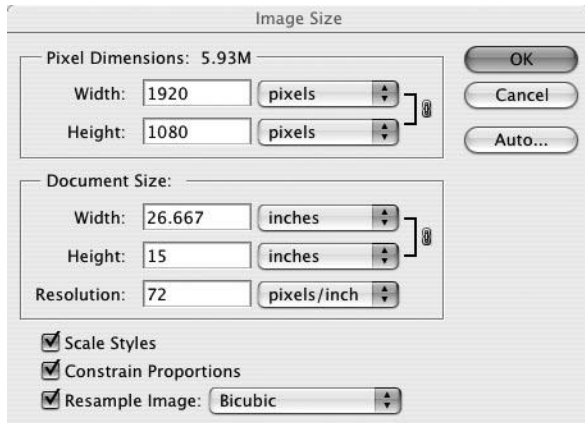 Image Size
Pixel Dimensions: 5.93M
OK
Width: 1920 pixels
Cancel
Height: 1080 pixels
Auto...
Document Size:
Width: 26.667 inches
Height: 15 inches
Resolution: 72 pixels/inch
Scale Styles
Constrain Proportions
Resample Image: Bicubic